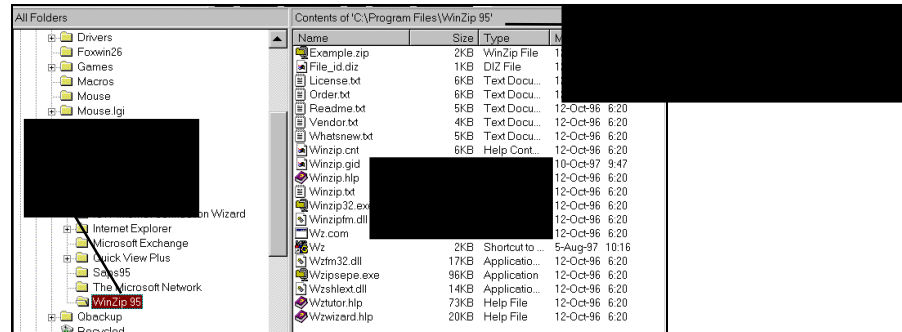 All Folders
Contents of 'C:\Program Files\WinZip 95'
Drivers
Foxwin26
Games
Macros
Mouse
Mouse.lgi
on Wizard
Internet Explorer
Microsoft Exchange
Quick View Plus
Saps95
The Microsoft Network
WinZip 95
Qbackup
Recycled
Name Size Type M
Example.zip 2KB WinZip File
File_id.diz 1KB DIZ File
License.txt 6KB Text Docu...
Order.txt 6KB Text Docu...
Readme.txt 5KB Text Docu... 12-Oct-96 6:20
Vendor.txt 4KB Text Docu... 12-Oct-96 6:20
Whatsnew.txt 5KB Text Docu... 12-Oct-96 6:20
Winzip.cnt 6KB Help Cont... 12-Oct-96 6:20
Winzip.gid 10-Oct-97 9:47
Winzip.hlp 12-Oct-96 6:20
Winzip.txt 12-Oct-96 6:20
Winzip32.exe 12-Oct-96 6:20
Winzipfm.dll 12-Oct-96 6:20
Wz.com 12-Oct-96 6:20
Wz 2KB Shortcut to ... 5-Aug-97 10:16
Wzfm32.dll 17KB Applicatio... 12-Oct-96 6:20
Wzipsepe.exe 96KB Application 12-Oct-96 6:20
Wzshlext.dll 14KB Applicatio... 12-Oct-96 6:20
Wztutor.hlp 73KB Help File 12-Oct-96 6:20
Wzwizard.hlp 20KB Help File 12-Oct-96 6:20